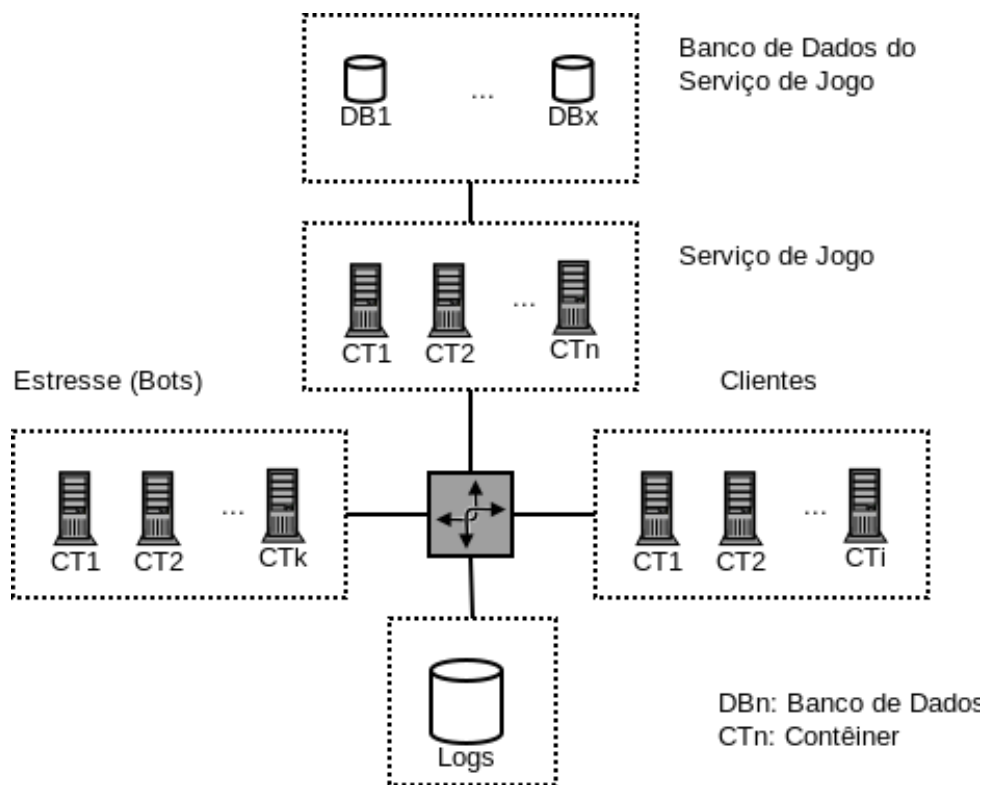 Banco de Dados do
Serviço de Jogo
...
DB1
DBx
Serviço de Jogo
...
CT1
CT2
CTn
Estresse (Bots)
Clientes
...
CT1
CT2
CTk
...
CT1
CT2
CTi
Logs
DBn: Banco de Dados
CTn: Contêiner